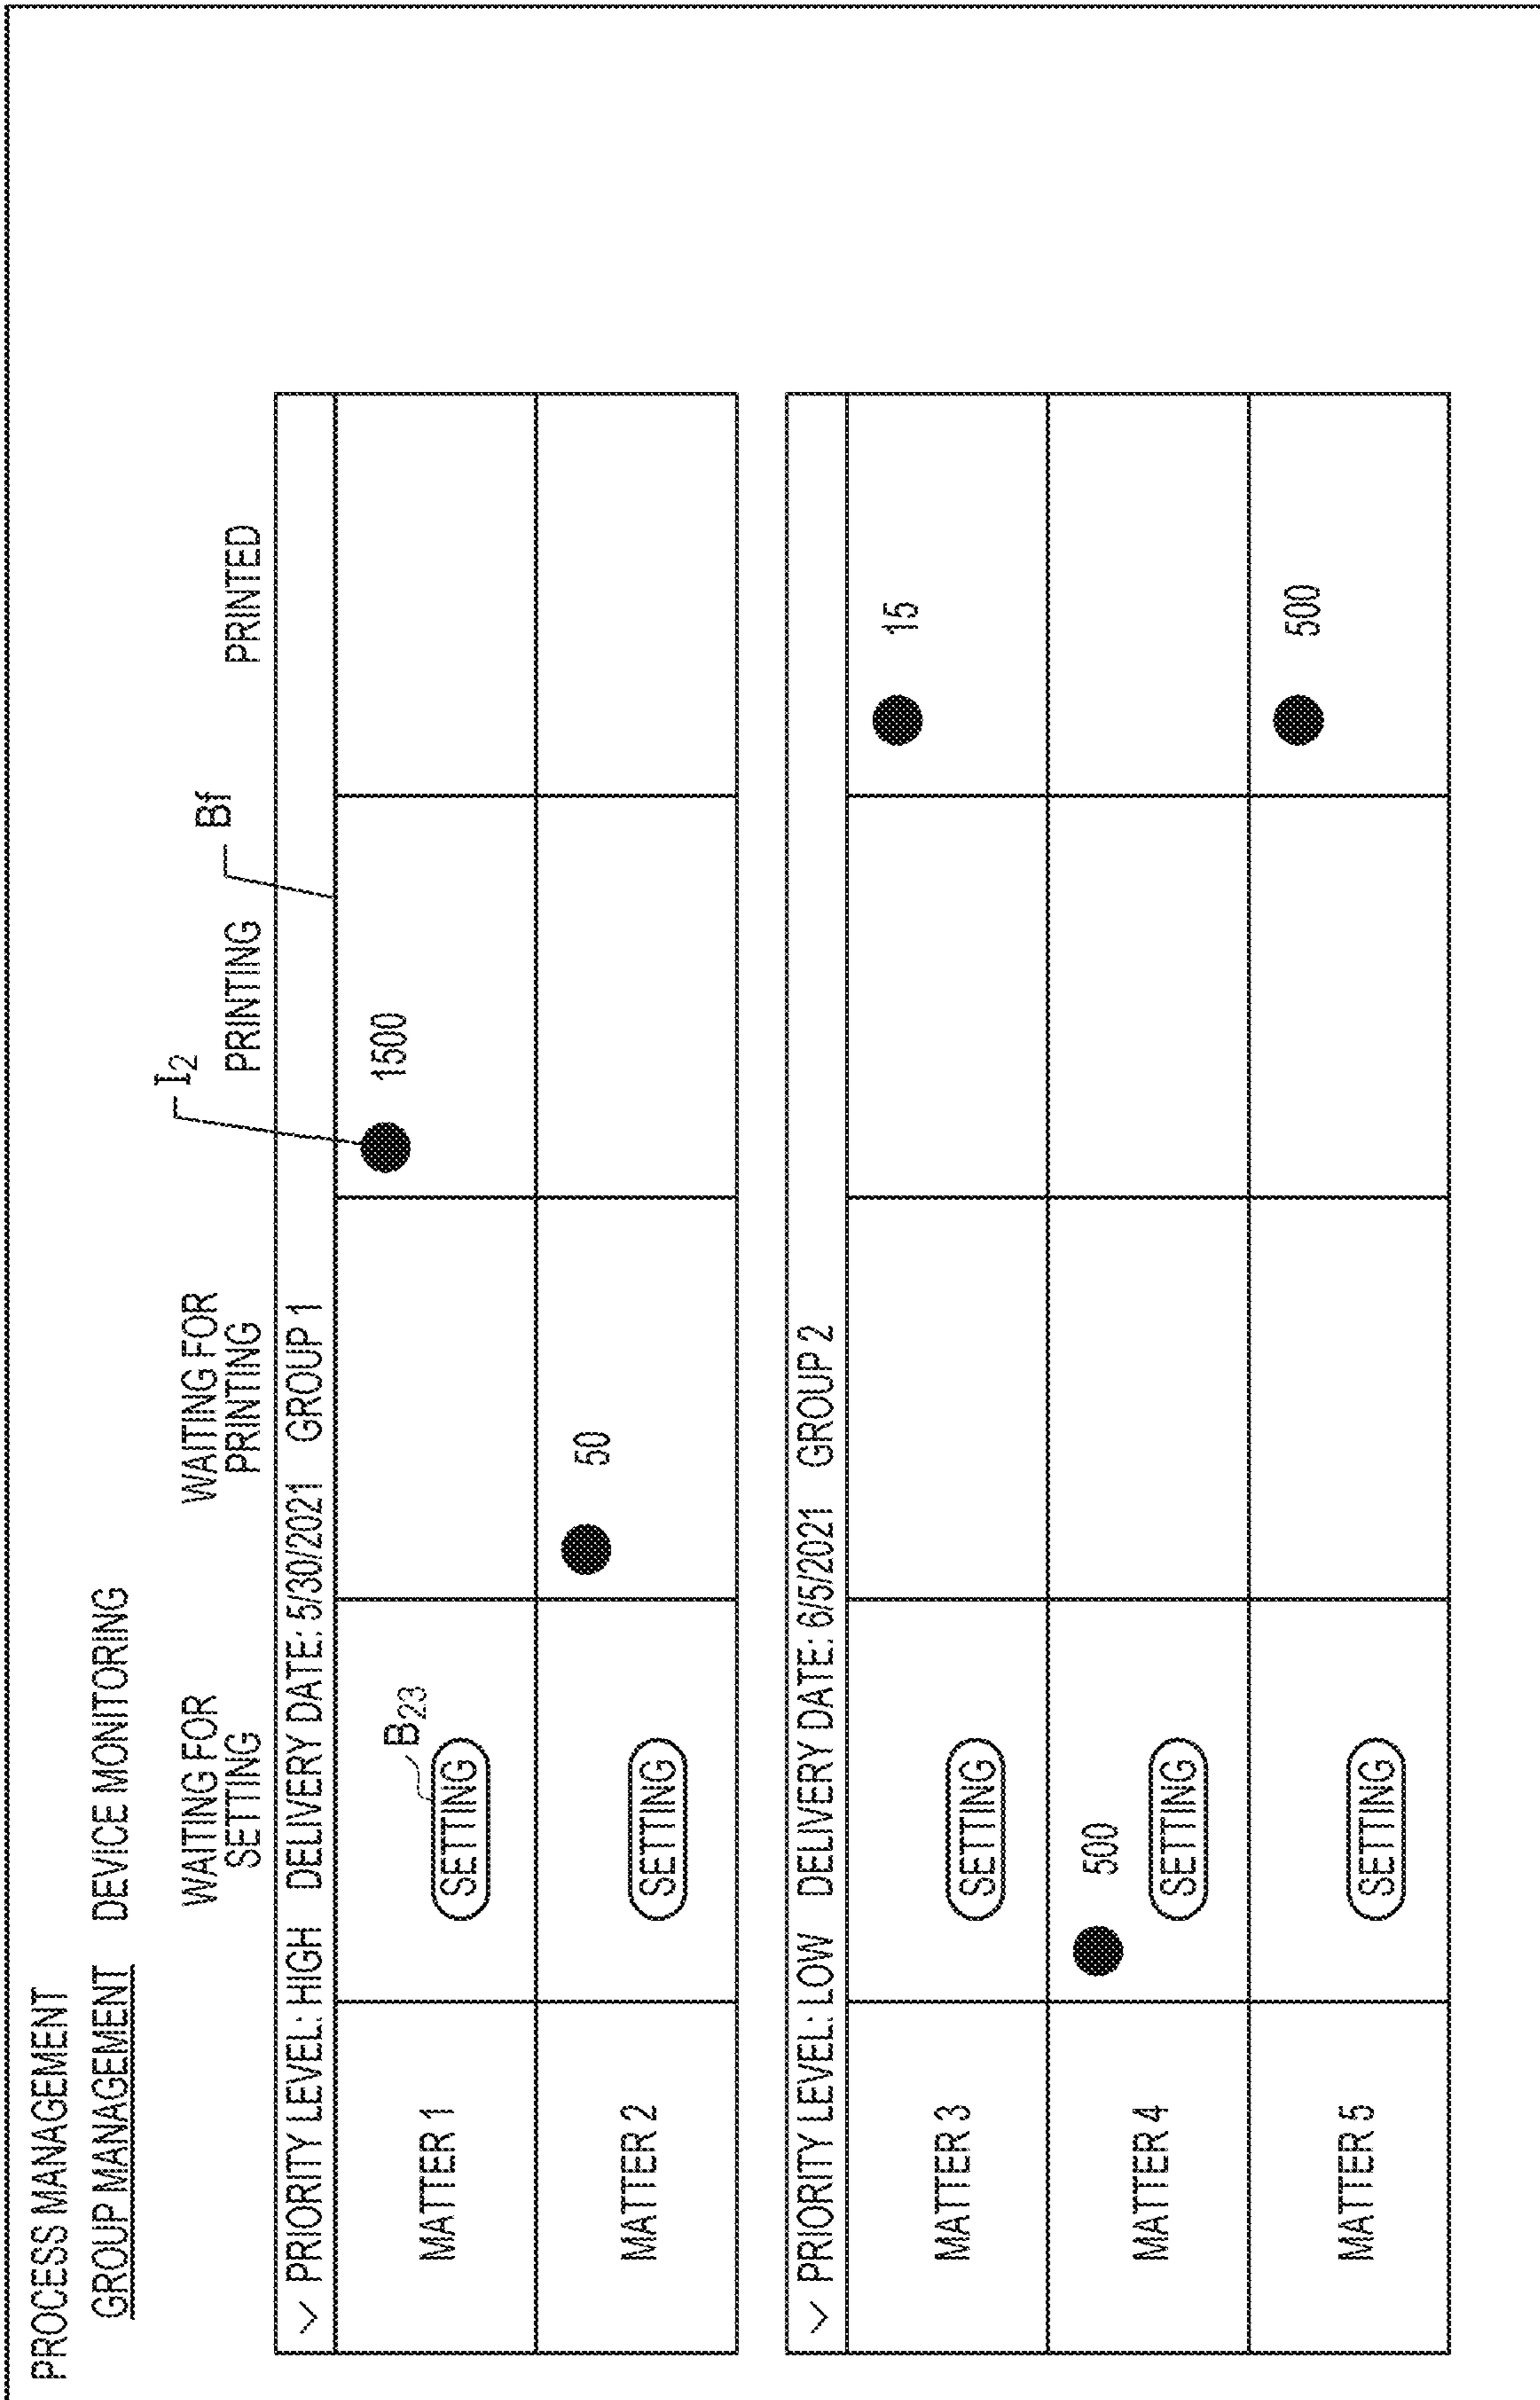 PROCESS MANAGEMENT
GROUP MANAGEMENT DEVICE MONITORING
I2
Bf
WAITING FOR
SETTING
WAITING FOR
PRINTING
PRINTING
PRINTED
PRIORITY LEVEL: HIGH DELIVERY DATE: 5/30/2021 GROUP 1
MATTER 1
B23
SETTING
1500
MATTER 2
SETTING
50
PRIORITY LEVEL: LOW DELIVERY DATE: 6/5/2021 GROUP 2
MATTER 3
SETTING
15
MATTER 4
500
SETTING
MATTER 5
SETTING
500